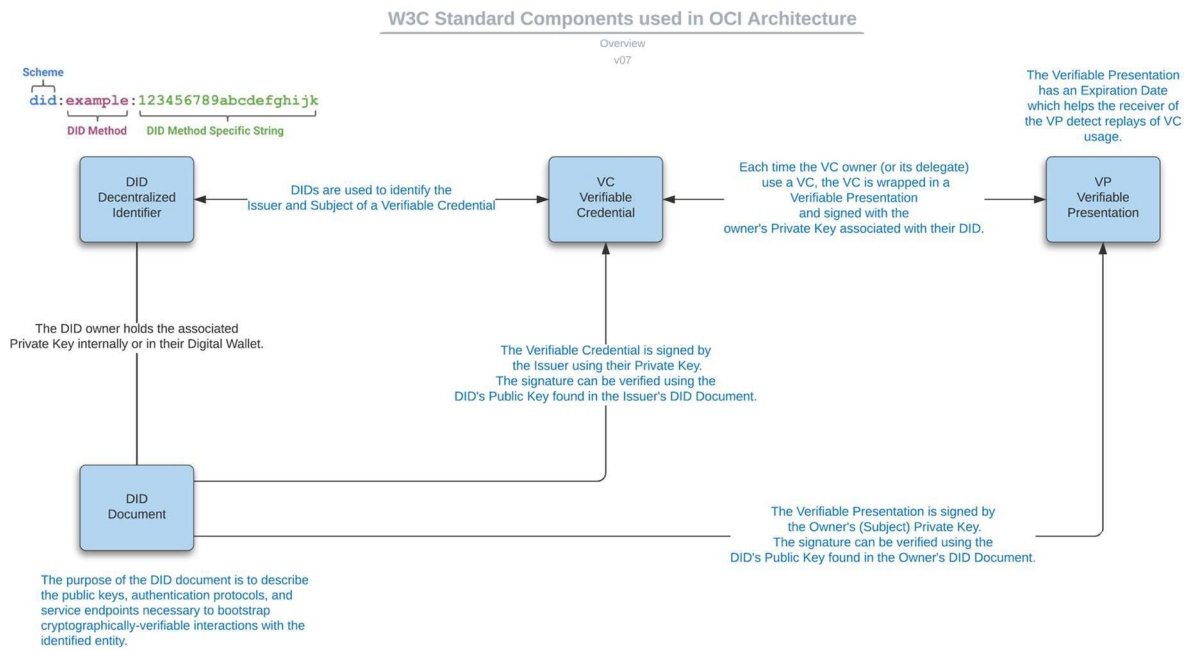 W3C Standard Components used in OCI Architecture
Overview
v07
Scheme
did:example:123456789abcdefghijk
DID Method
DID Method Specific String
The Verifiable Presentation
has an Expiration Date
which helps the receiver of
the VP detect replays of VC
usage.
DID
Decentralized
Identifier
DIDs are used to identify the
Issuer and Subject of a Verifiable Credential
VC
Verifiable
Credential
Each time the VC owner (or its delegate)
use a VC, the VC is wrapped in a
Verifiable Presentation
and signed with the
owner's Private Key associated with their DID.
VP
Verifiable
Presentation
The DID owner holds the associated
Private Key internally or in their Digital Wallet.
The Verifiable Credential is signed by
the Issuer using their Private Key.
The signature can be verified using the
DID's Public Key found in the Issuer's DID Document.
DID
Document
The Verifiable Presentation is signed by
the Owner's (Subject) Private Key.
The signature can be verified using the
DID's Public Key found in the Owner's DID Document.
The purpose of the DID document is to describe
the public keys, authentication protocols, and
service endpoints necessary to bootstrap
cryptographically-verifiable interactions with the
identified entity.